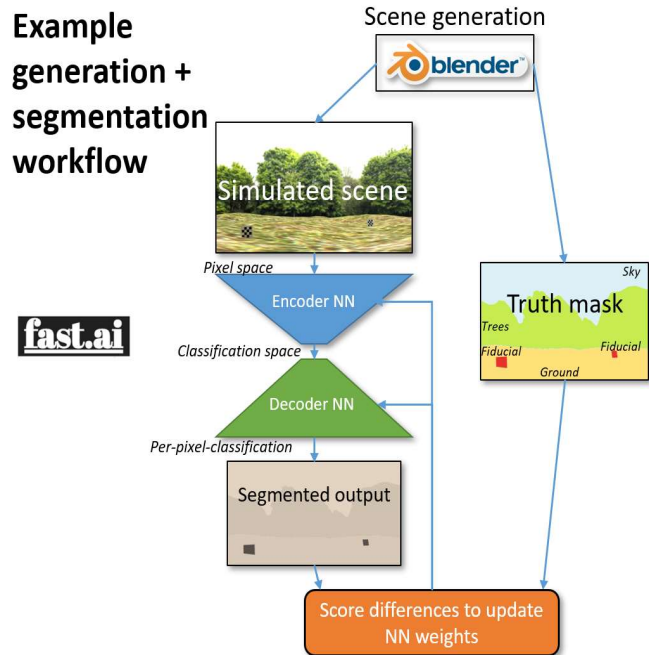 Example
generation +
segmentation
workflow
Scene generation
blender™
Simulated scene
Pixel space
Encoder NN
fast.ai
Classification space
Decoder NN
Per-pixel-classification
Segmented output
Sky
Truth mask
Trees
Fiducial
Fiducial
Ground
Score differences to update
NN weights